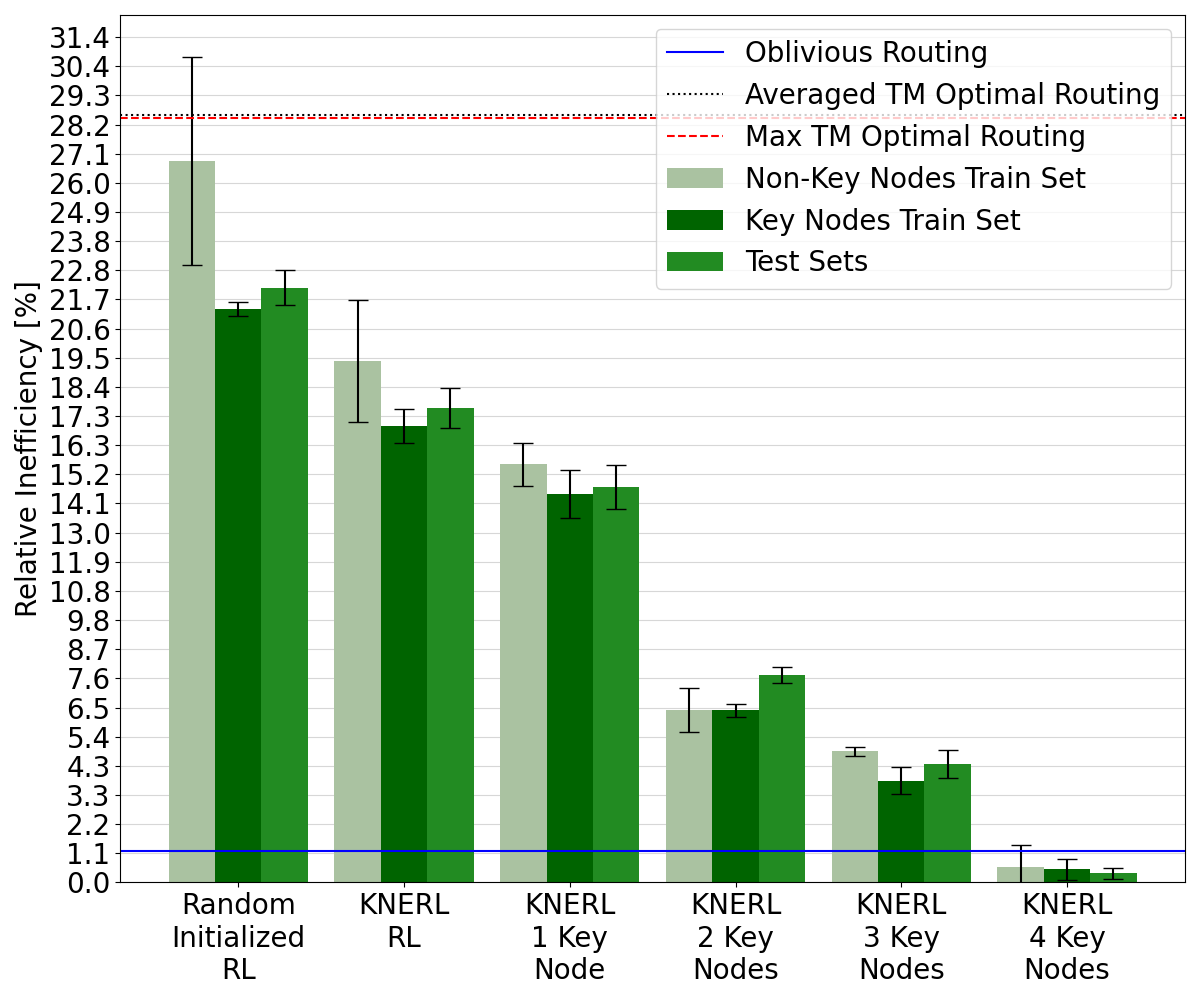 31.4
30.4
29.3
28.2
27.1
26.0
24.9
23.8
22.8
21.7
20.6
19.5
18.4
17.3
16.3
15.2
14.1
13.0
11.9
10.8
9.8
8.7
7.6
6.5
5.4
4.3
3.3
2.2
1.1
0.0
Relative Inefficiency [%]
Oblivious Routing
Averaged TM Optimal Routing
Max TM Optimal Routing
Non-Key Nodes Train Set
Key Nodes Train Set
Test Sets
Random
Initialized
RL
KNERL
RL
KNERL
1 Key
Node
KNERL
2 Key
Nodes
KNERL
3 Key
Nodes
KNERL
4 Key
Nodes